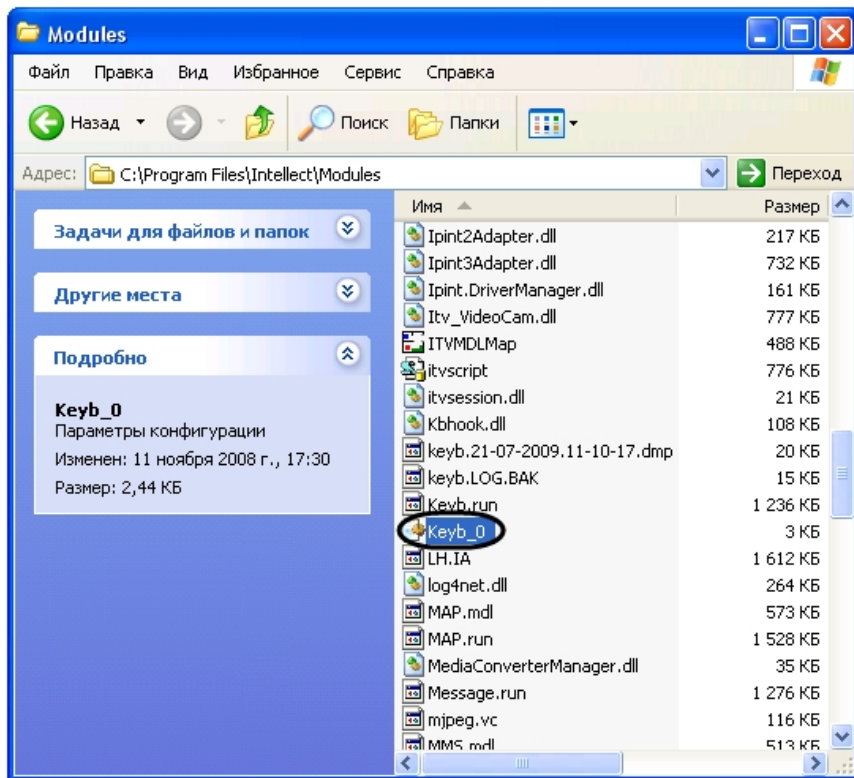 Modules
Файл Правка Вид Избранное Сервис Справка
Назад Поиск Папки
Адрес: C:\Program Files\Intellect\Modules Переход
Задачи для файлов и папок
Другие места
Подробно
Keyb_0
Параметры конфигурации
Изменен: 11 ноября 2008 г., 17:30
Размер: 2,44 КБ
Имя Размер
Ipint2Adapter.dll 217 КБ
Ipint3Adapter.dll 732 КБ
Ipint.DriverManager.dll 161 КБ
Itv_VideoCam.dll 777 КБ
ITVMDLMap 488 КБ
itvscript 776 КБ
itvsession.dll 21 КБ
Kbhook.dll 108 КБ
keyb.21-07-2009.11-10-17.dmp 20 КБ
keyb.LOG.BAK 15 КБ
Keyb.run 1 236 КБ
Keyb_0 3 КБ
LH.IA 1 612 КБ
log4net.dll 264 КБ
MAP.mdl 573 КБ
MAP.run 1 528 КБ
MediaConverterManager.dll 35 КБ
Message.run 1 276 КБ
mjpeg.vc 116 КБ
MMS.mdl 513 КБ